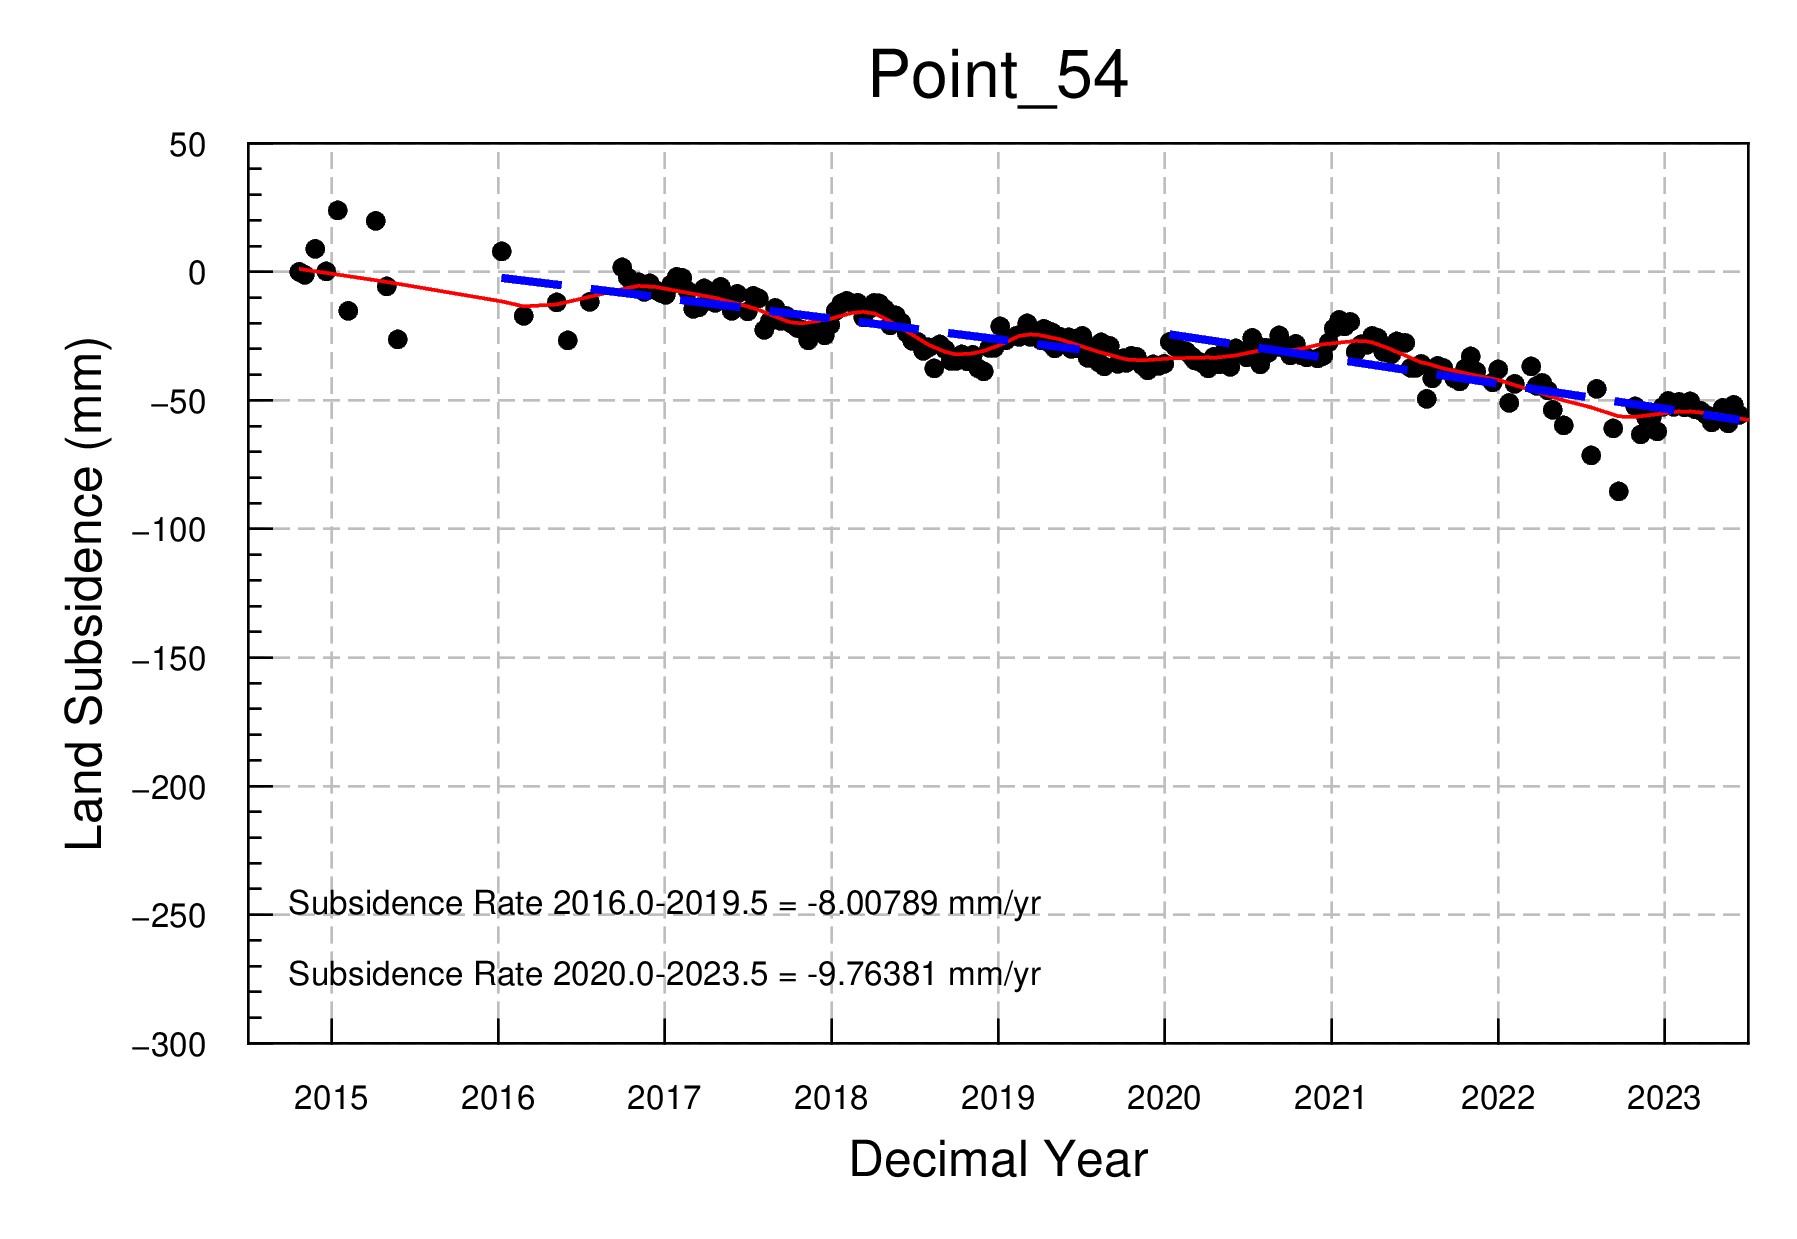 Point_54
50
0
−50
−100
−150
−200
−250
−300
Land Subsidence (mm)
Subsidence Rate 2016.0-2019.5 = -8.00789 mm/yr
Subsidence Rate 2020.0-2023.5 = -9.76381 mm/yr
2015 2016 2017 2018 2019 2020 2021 2022 2023
Decimal Year